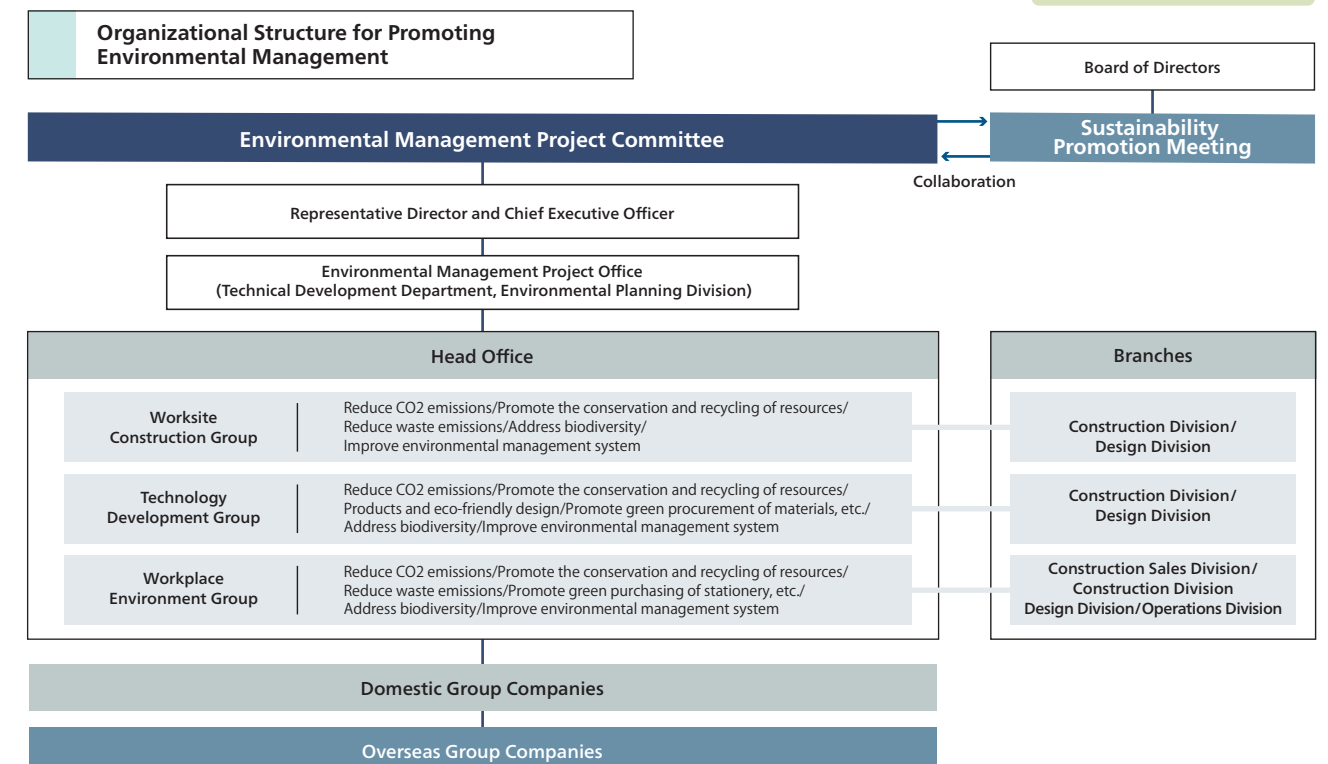 Organizational Structure for Promoting
Environmental Management
Board of Directors
Environmental Management Project Committee
Sustainability
Promotion Meeting
Collaboration
Representative Director and Chief Executive Officer
Environmental Management Project Office
(Technical Development Department, Environmental Planning Division)
Head Office
Branches
Worksite
Construction Group
Reduce CO2 emissions/Promote the conservation and recycling of resources/
Reduce waste emissions/Address biodiversity/
Improve environmental management system
Construction Division/
Design Division
Technology
Development Group
Reduce CO2 emissions/Promote the conservation and recycling of resources/
Products and eco-friendly design/Promote green procurement of materials, etc./
Address biodiversity/Improve environmental management system
Construction Division/
Design Division
Workplace
Environment Group
Reduce CO2 emissions/Promote the conservation and recycling of resources/
Reduce waste emissions/Promote green purchasing of stationery, etc./
Address biodiversity/Improve environmental management system
Construction Sales Division/
Construction Division
Design Division/Operations Division
Domestic Group Companies
Overseas Group Companies